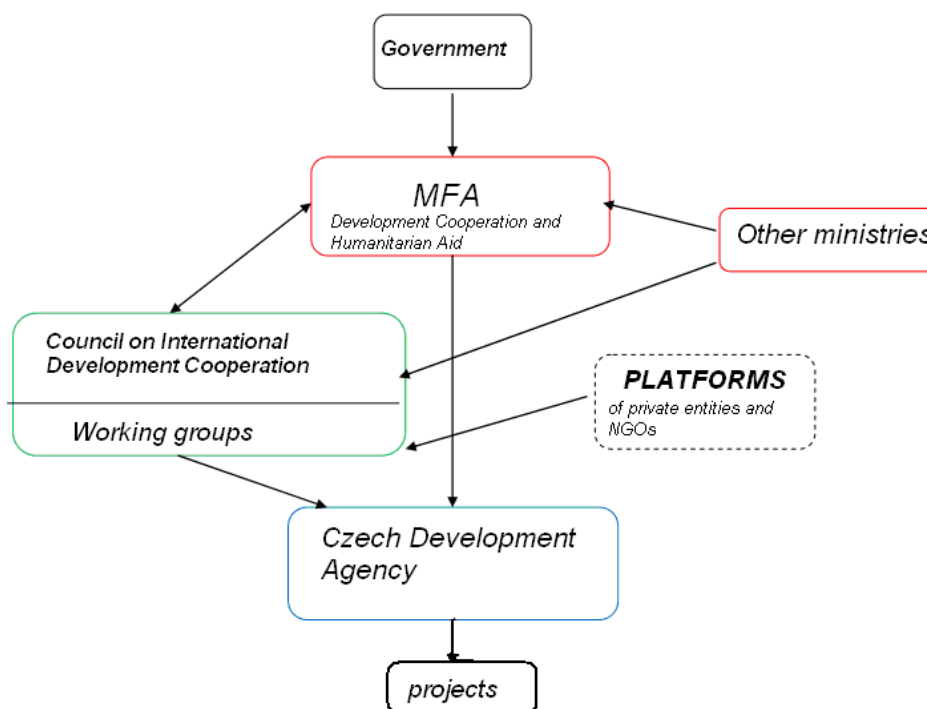 Government
MFA
Development Cooperation and
Humanitarian Aid
Other ministries
Council on International
Development Cooperation
PLATFORMS
of private entities and
NGOs
Working groups
Czech Development
Agency
projects